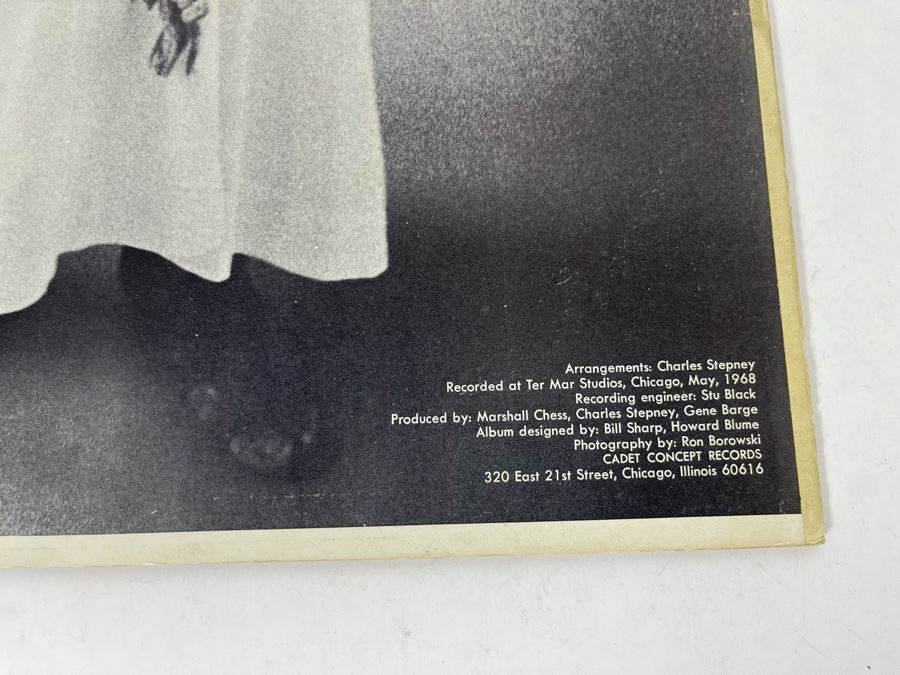 Arrangements: Charles Stepney
Recorded at Ter Mar Studios, Chicago, May, 1968
Recording engineer: Stu Black
Produced by: Marshall Chess, Charles Stepney, Gene Barge
Album designed by: Bill Sharp, Howard Blume
Photography by: Ron Borowski
CADET CONCEPT RECORDS
320 East 21st Street, Chicago, Illinois 60616